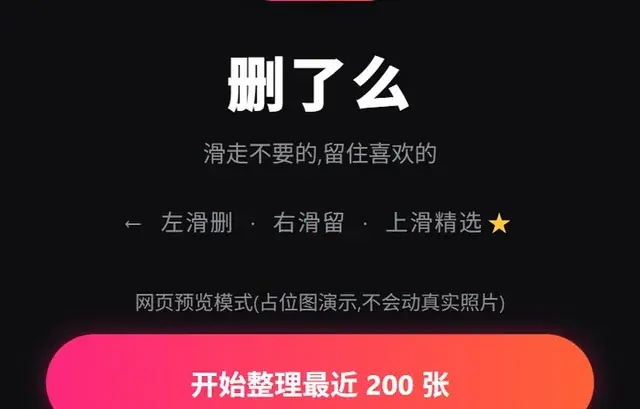 删了么
滑走不要的,留住喜欢的
← 左滑删 · 右滑留 · 上滑精选⭐
网页预览模式(占位图演示,不会动真实照片)
开始整理最近 200 张